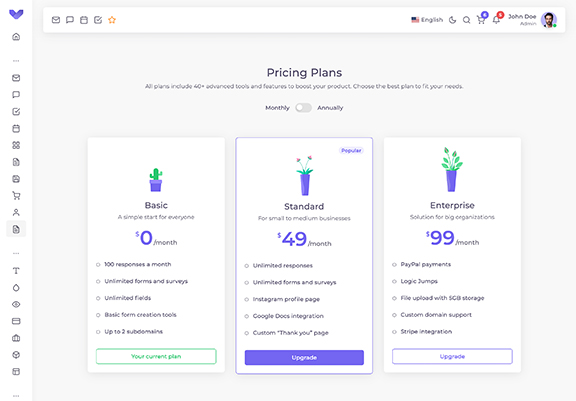 English
6
5
John Doe
Admin
Pricing Plans
All plans include 40+ advanced tools and features to boost your product. Choose the best plan to fit your needs.
Monthly
Annually
Basic
A simple start for everyone
$0/month
100 responses a month
Unlimited forms and surveys
Unlimited fields
Basic form creation tools
Up to 2 subdomains
Your current plan
Popular
Standard
For small to medium businesses
$49/month
Unlimited responses
Unlimited forms and surveys
Instagram profile page
Google Docs integration
Custom “Thank you” page
Upgrade
Enterprise
Solution for big organizations
$99/month
PayPal payments
Logic Jumps
File upload with 5GB storage
Custom domain support
Stripe integration
Upgrade